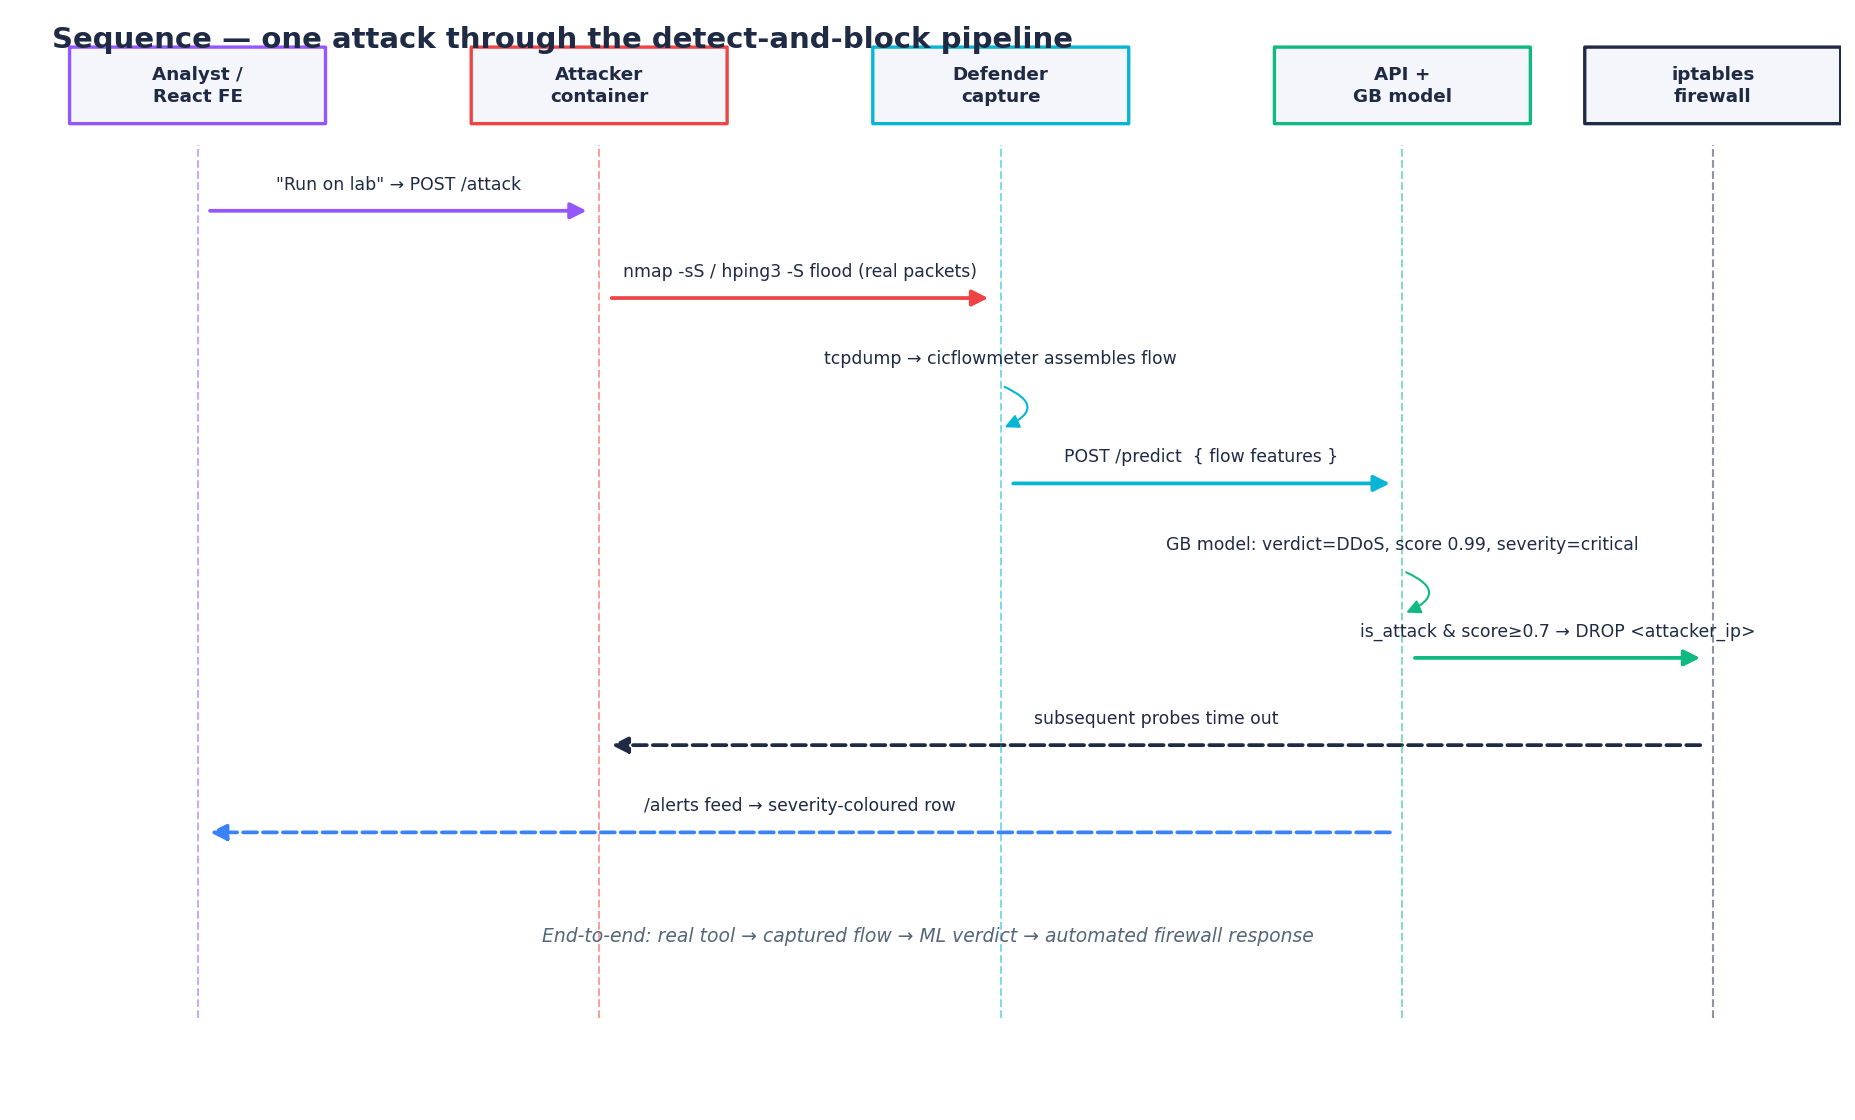 Sequence — one attack through the detect-and-block pipeline
Analyst /
React FE
Attacker
container
Defender
capture
API +
GB model
iptables
firewall
"Run on lab" → POST /attack
nmap -sS / hping3 -S flood (real packets)
tcpdump → cicflowmeter assembles flow
POST /predict  { flow features }
GB model: verdict=DDoS, score 0.99, severity=critical
is_attack & score≥0.7 → DROP <attacker_ip>
subsequent probes time out
/alerts feed → severity-coloured row
End-to-end: real tool → captured flow → ML verdict → automated firewall response